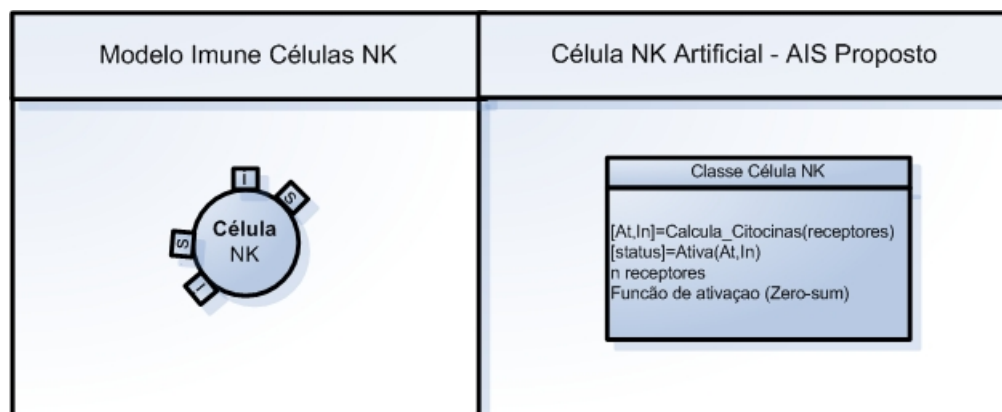 Modelo Imune Células NK
Célula NK Artificial - AIS Proposto
I
S
S
I
Célula
NK
Classe Célula NK
[At,In]=Calcula_Citocinas(receptores)
[status]=Ativa(At,In)
n receptores
Funcão de ativaçao (Zero-sum)